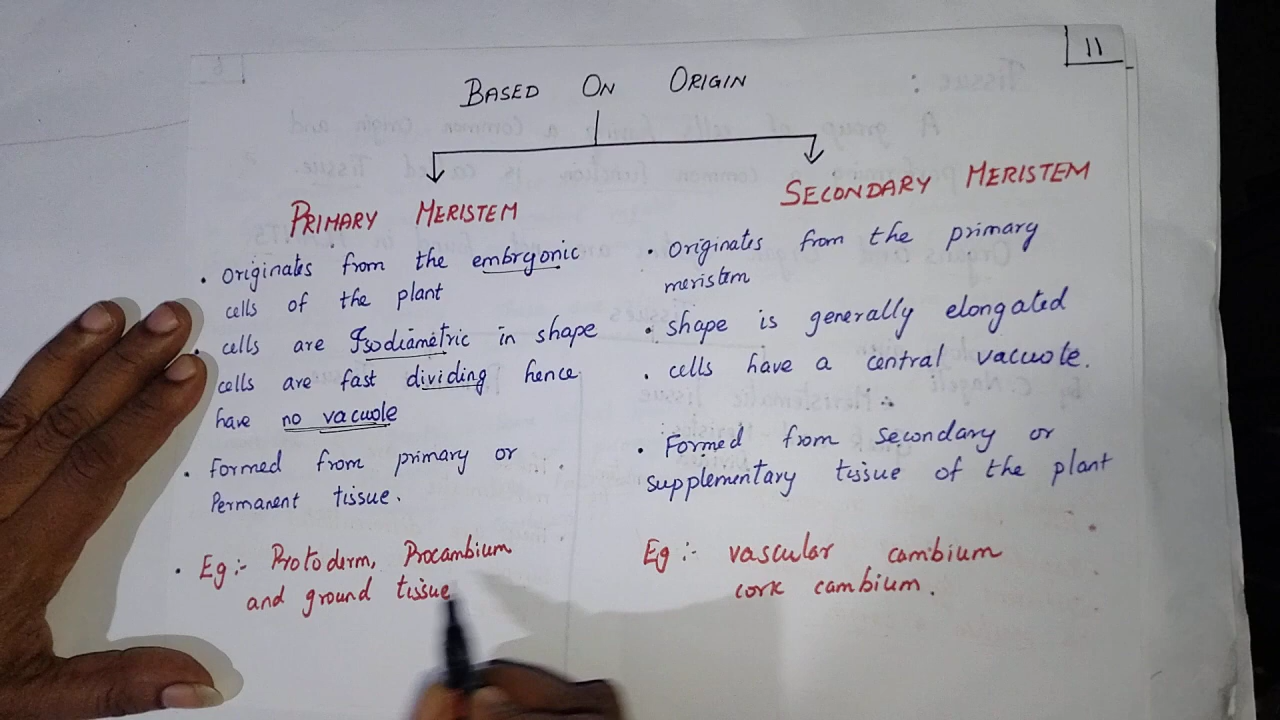 11
BASED ON ORIGIN
PRIMARY MERISTEM
• originates from the embryonic
cells of the plant
• cells are Isodiametric in shape
cells are fast dividing hence
have no vacuole
• formed from primary or
Permanent tissue.
• Eg :- Protoderm, Procambium
and ground tissue
SECONDARY MERISTEM
• originates from the primary
meristem
• shape is generally elongated
• cells have a central vacuole.
• Formed from secondary or
supplementary tissue of the plant
Eg :- vascular cambium
cork cambium.